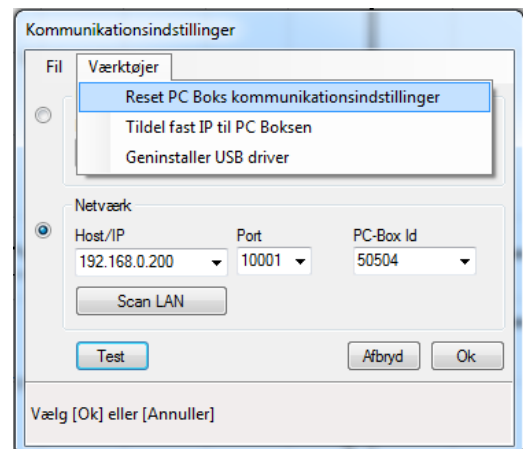 Kommunikationsindstillinger
Fil Værktøjer
Reset PC Boks kommunikationsindstillinger
Tildel fast IP til PC Boksen
Geninstaller USB driver
Netværk
Host/IP Port PC-Box Id
192.168.0.200 10001 50504
Scan LAN
Test Afbryd Ok
Vælg [Ok] eller [Annuller]